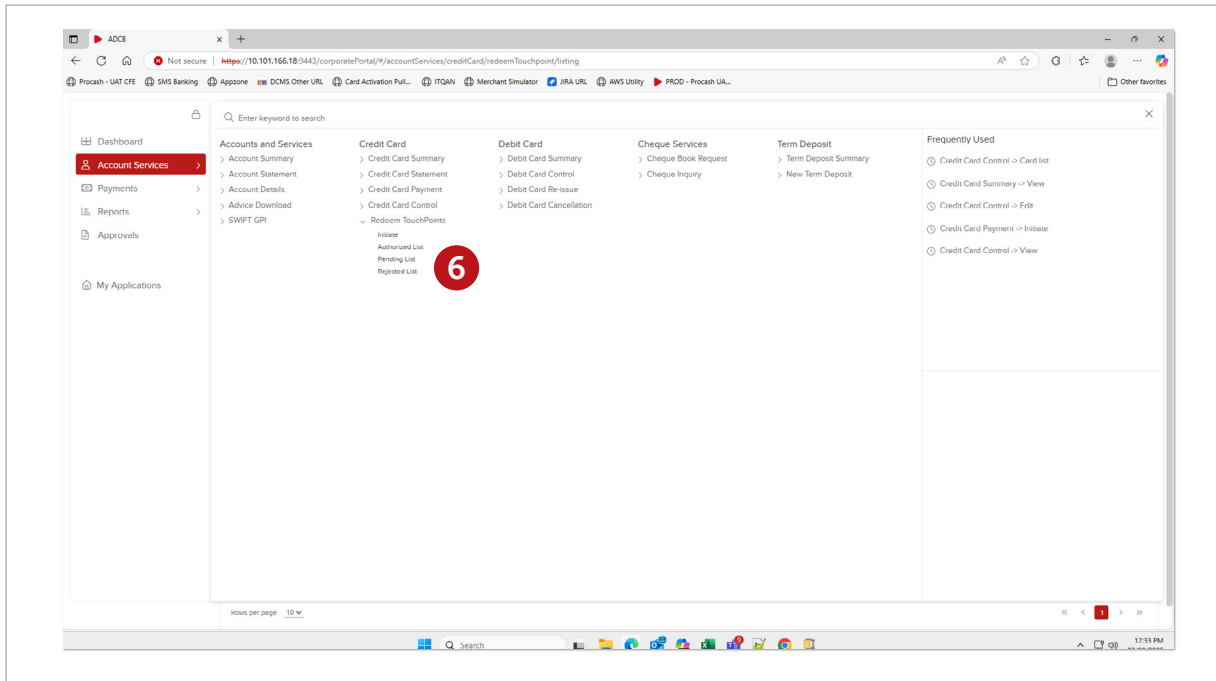 ADCB
Not secure https://10.101.166.18:9443/corporatePortal/#/accountServices/creditCard/redeemTouchpoint/listing
Procash - UAT CFE SMS Banking Appzone DCMS Other URL Card Activation Pull... ITQAN Merchant Simulator JIRA URL AWS Utility PROD - Procash UA... Other favorites
Enter keyword to search
Dashboard
Account Services
Payments
Reports
Approvals
My Applications
Accounts and Services
Account Summary
Account Statement
Account Details
Advice Download
SWIFT GPI
Credit Card
Credit Card Summary
Credit Card Statement
Credit Card Payment
Credit Card Control
Redeem TouchPoints
Initiate
Authorized List
Pending List
Rejected List
6
Debit Card
Debit Card Summary
Debit Card Control
Debit Card Re-issue
Debit Card Cancellation
Cheque Services
Cheque Book Request
Cheque Inquiry
Term Deposit
Term Deposit Summary
New Term Deposit
Frequently Used
Credit Card Control -> Card list
Credit Card Summary -> View
Credit Card Control -> Edit
Credit Card Payment -> Initiate
Credit Card Control -> View
Rows per page 10
1
Search
12:33 PM